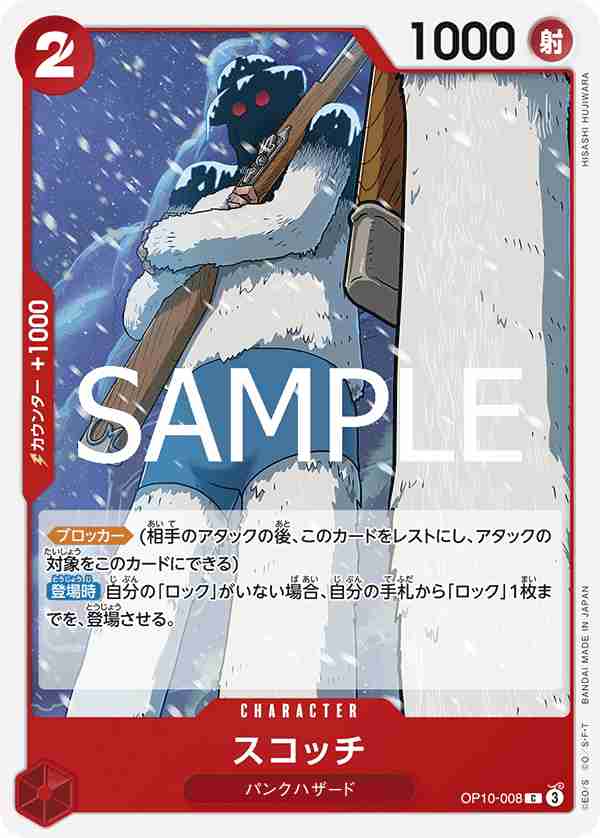 2
1000
射
HISASHI HUJIWARA
カウンター +1000
SAMPLE
ブロッカー (相手のアタックの後、このカードをレストにし、アタックの
対象をこのカードにできる)
登場時 自分の「ロック」がいない場合、自分の手札から「ロック」1枚ま
でを、登場させる。
CHARACTER
スコッチ
パンクハザード
OP10-008 C 3
©E.O/S ©O/S・F・T BANDAI MADE IN JAPAN